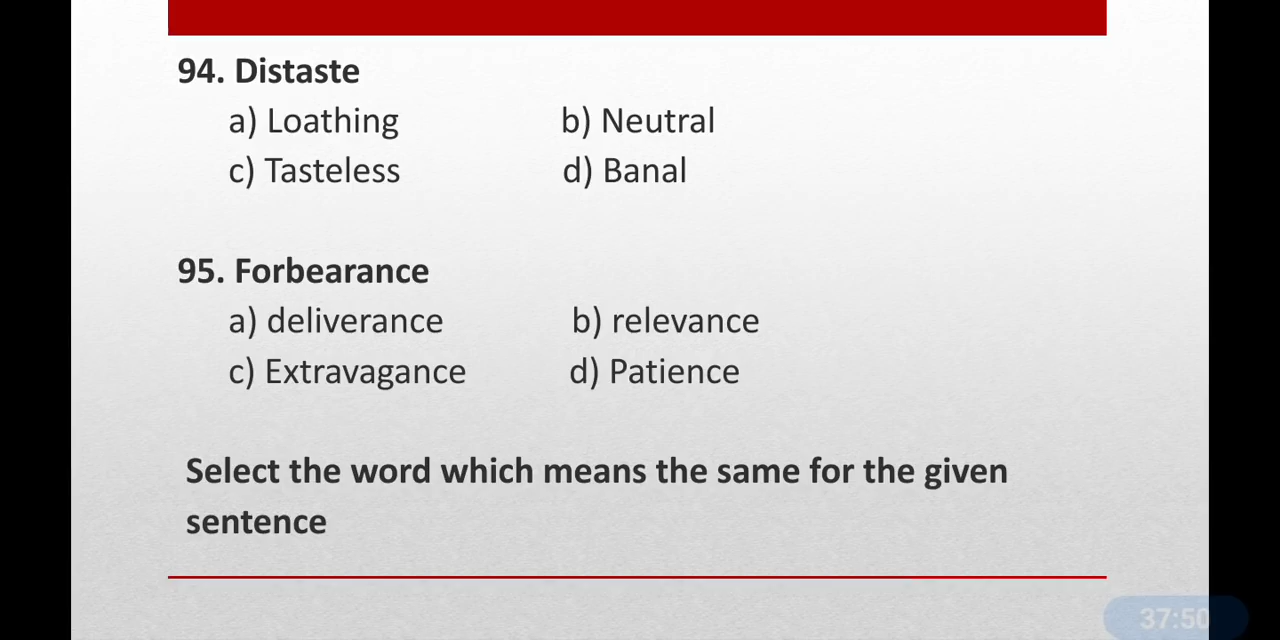 94. Distaste
a) Loathing b) Neutral
c) Tasteless d) Banal
95. Forbearance
a) deliverance b) relevance
c) Extravagance d) Patience
Select the word which means the same for the given
sentence
37:50